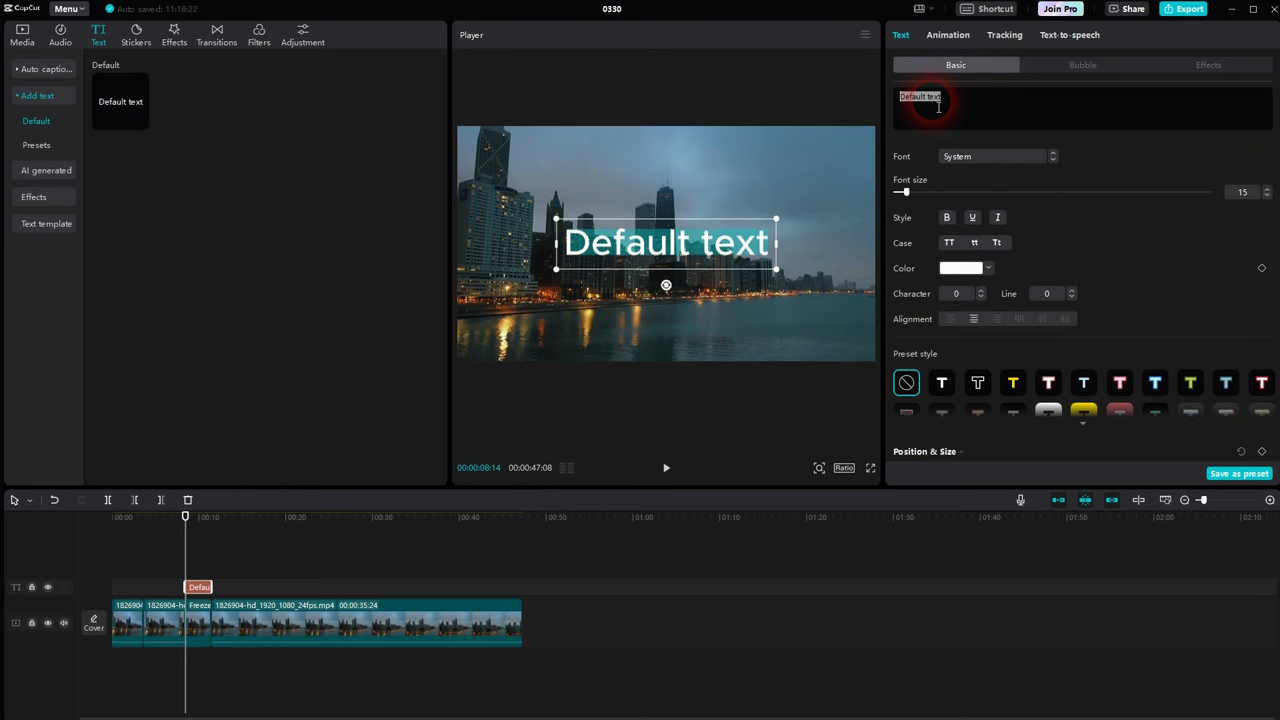 CapCut Menu Auto saved: 11:18:22 0330 Shortcut Join Pro Share Export
Media Audio Text Stickers Effects Transitions Filters Adjustment
Auto captio...
Add text
Default
Presets
AI generated
Effects
Text template
Default
Default text
Player
Default text
00:00:08:14 00:00:47:08
Ratio
Text Animation Tracking Text-to-speech
Basic Bubble Effects
Default text
Font System
Font size
15
Style B U I
Case TT tt Tt
Color
Character 0 Line 0
Alignment
Preset style
T T T T T T T T T T
Position & Size
Save as preset
00:00 00:10 00:20 00:30 00:40 00:50 01:00 01:10 01:20 01:30 01:40 01:50 02:00 02:10
TI Defau
Cover
1826904 1826904-hd Freeze 1826904-hd_1920_1080_24fps.mp4 00:00:35:24